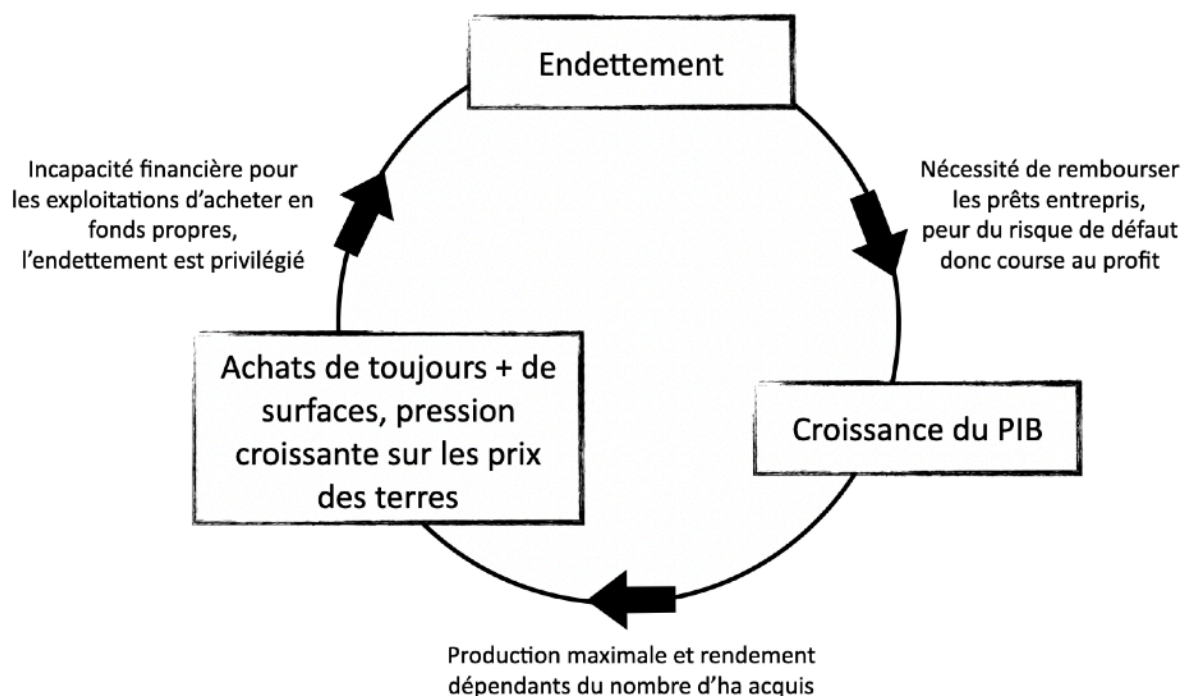 Endettement
Nécessité de rembourser
les prêts entrepris,
peur du risque de défaut
donc course au profit
Croissance du PIB
Production maximale et rendement
dépendants du nombre d’ha acquis
Achats de toujours + de
surfaces, pression
croissante sur les prix
des terres
Incapacité financière pour
les exploitations d’acheter en
fonds propres,
l’endettement est privilégié